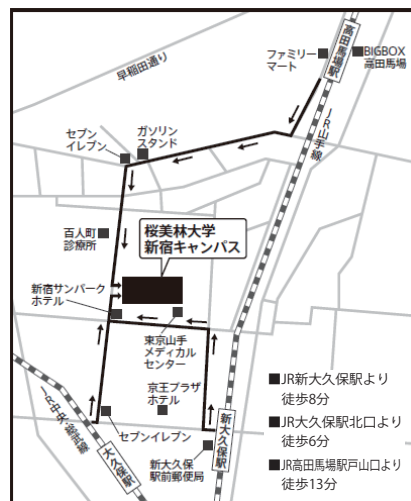 早稲田通り
ファミリー
マート
高田馬場駅
BIGBOX
高田馬場
JR山手線
セブン
イレブン
ガソリン
スタンド
百人町
診療所
桜美林大学
新宿キャンパス
新宿サンパーク
ホテル
東京山手
メディカル
センター
京王プラザ
ホテル
JR中央・総武線
大久保駅
セブンイレブン
新大久保
駅前郵便局
新大久保駅
■JR新大久保駅より
徒歩8分
■JR大久保駅北口より
徒歩6分
■JR高田馬場駅戸山口より
徒歩13分